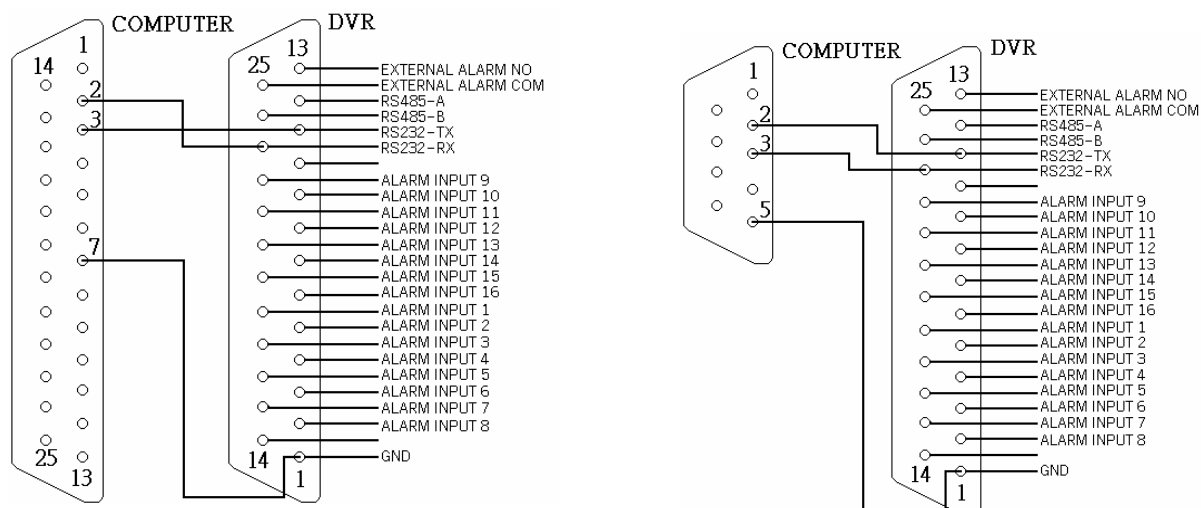 COMPUTER
DVR
1
14
2
3
7
25
13
13
25
EXTERNAL ALARM NO
EXTERNAL ALARM COM
RS485-A
RS485-B
RS232-TX
RS232-RX
ALARM INPUT 9
ALARM INPUT 10
ALARM INPUT 11
ALARM INPUT 12
ALARM INPUT 13
ALARM INPUT 14
ALARM INPUT 15
ALARM INPUT 16
ALARM INPUT 1
ALARM INPUT 2
ALARM INPUT 3
ALARM INPUT 4
ALARM INPUT 5
ALARM INPUT 6
ALARM INPUT 7
ALARM INPUT 8
GND
14
1
COMPUTER
DVR
1
2
3
5
13
25
EXTERNAL ALARM NO
EXTERNAL ALARM COM
RS485-A
RS485-B
RS232-TX
RS232-RX
ALARM INPUT 9
ALARM INPUT 10
ALARM INPUT 11
ALARM INPUT 12
ALARM INPUT 13
ALARM INPUT 14
ALARM INPUT 15
ALARM INPUT 16
ALARM INPUT 1
ALARM INPUT 2
ALARM INPUT 3
ALARM INPUT 4
ALARM INPUT 5
ALARM INPUT 6
ALARM INPUT 7
ALARM INPUT 8
GND
14
1